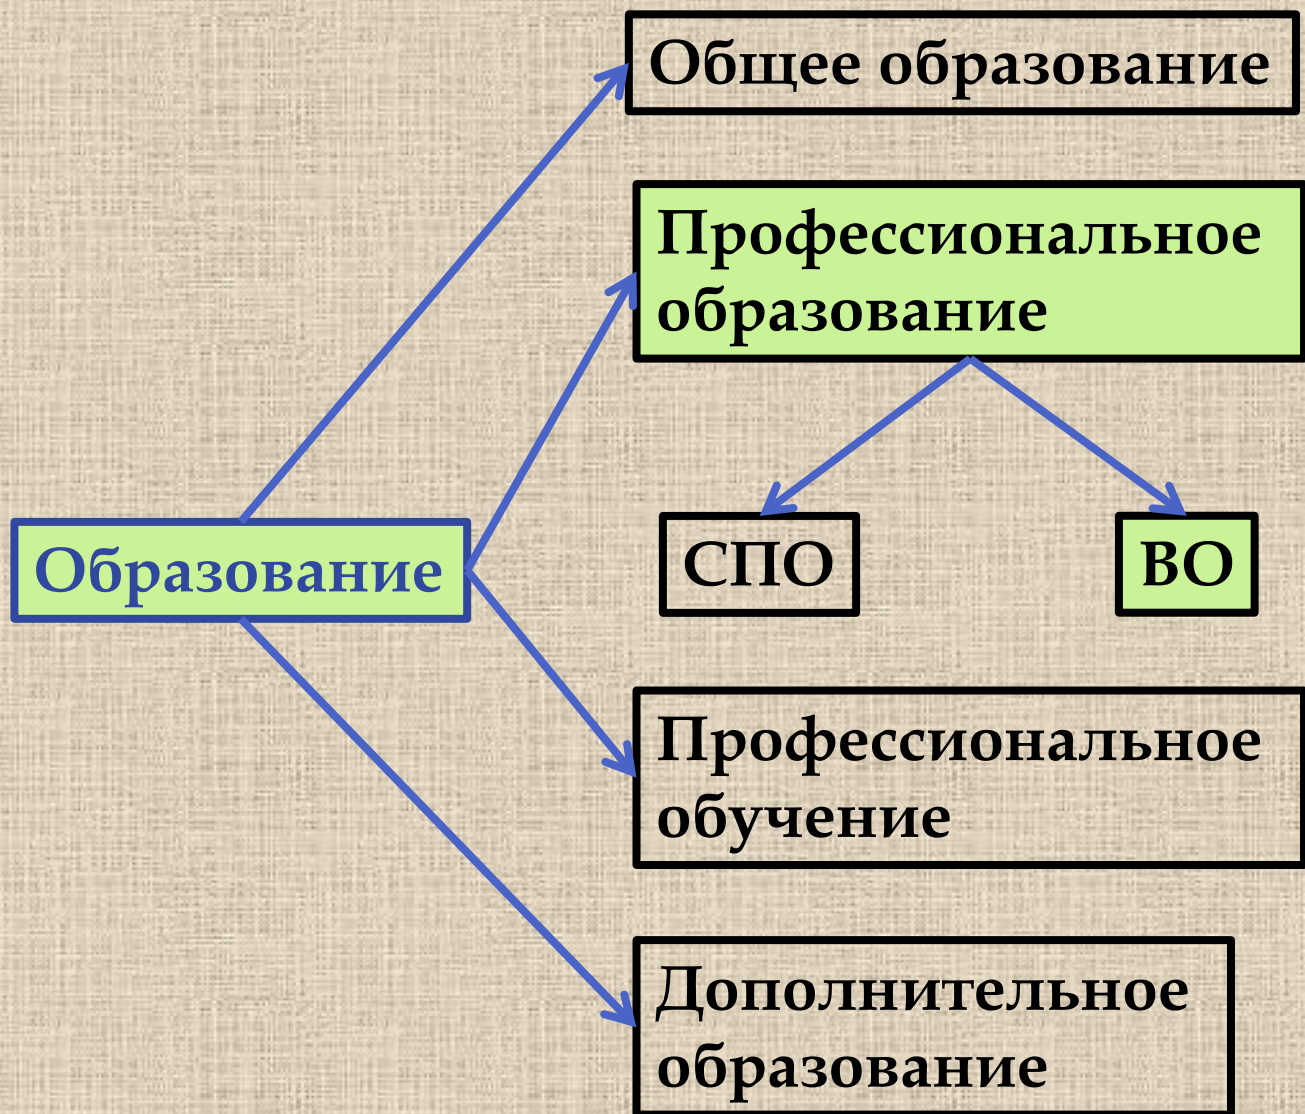 Общее образование
Профессиональное
образование
Образование
СПО
ВО
Профессиональное
обучение
Дополнительное
образование